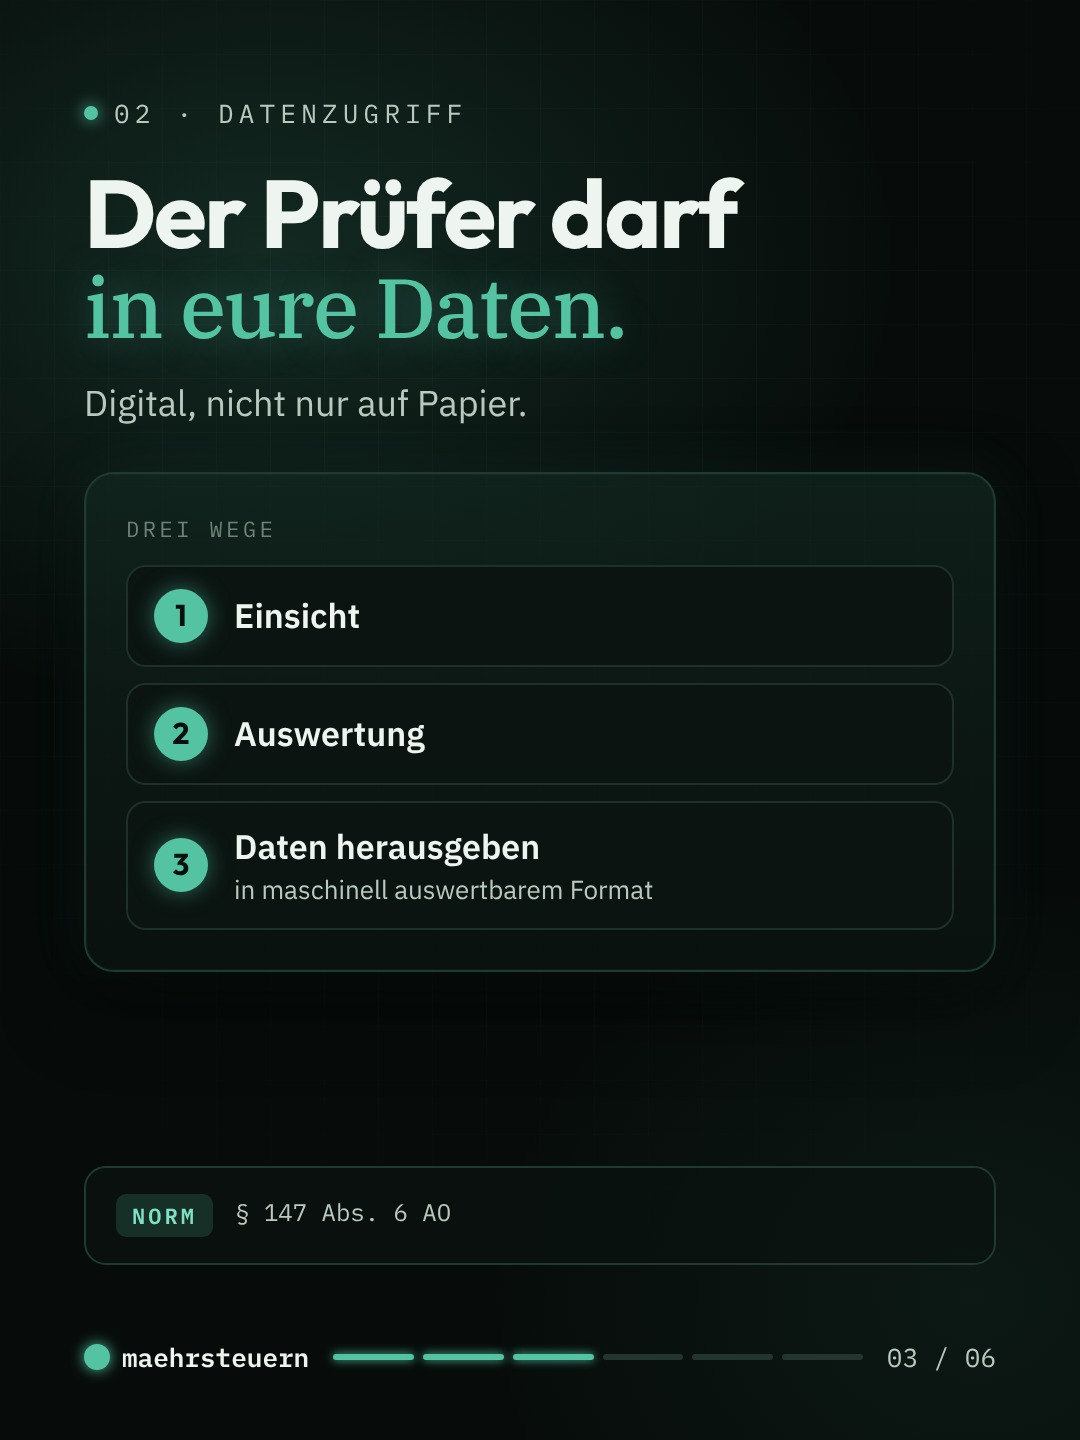 02 · DATENZUGRIFF
Der Prüfer darf
in eure Daten.
Digital, nicht nur auf Papier.
DREI WEGE
1 Einsicht
2 Auswertung
3 Daten herausgeben
in maschinell auswertbarem Format
NORM § 147 Abs. 6 AO
maehrsteuern 03 / 06